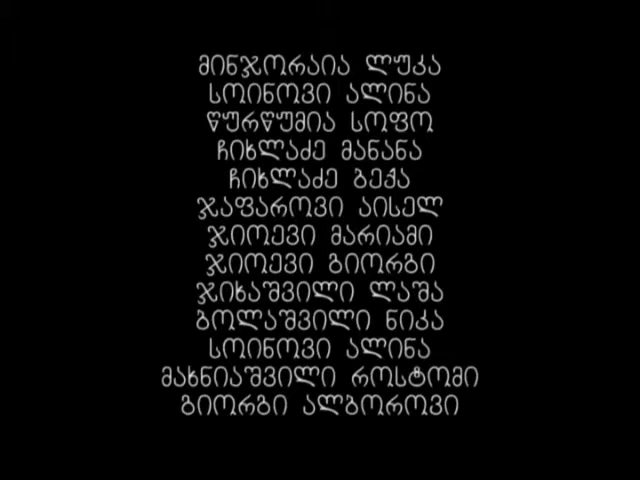 მინჯორაია ლუკა
სოინოვი ალინა
წურწუმია სოფო
ჩიხლაძე მანანა
ჩიხლაძე ბექა
ჯაფაროვი აისელ
ჯიოევი მარიამი
ჯიოევი გიორგი
ჯიხაშვილი ლაშა
გოლაშვილი ნიკა
სოინოვი ალინა
მახნიაშვილი როსტომი
გიორგი ალბოროვი